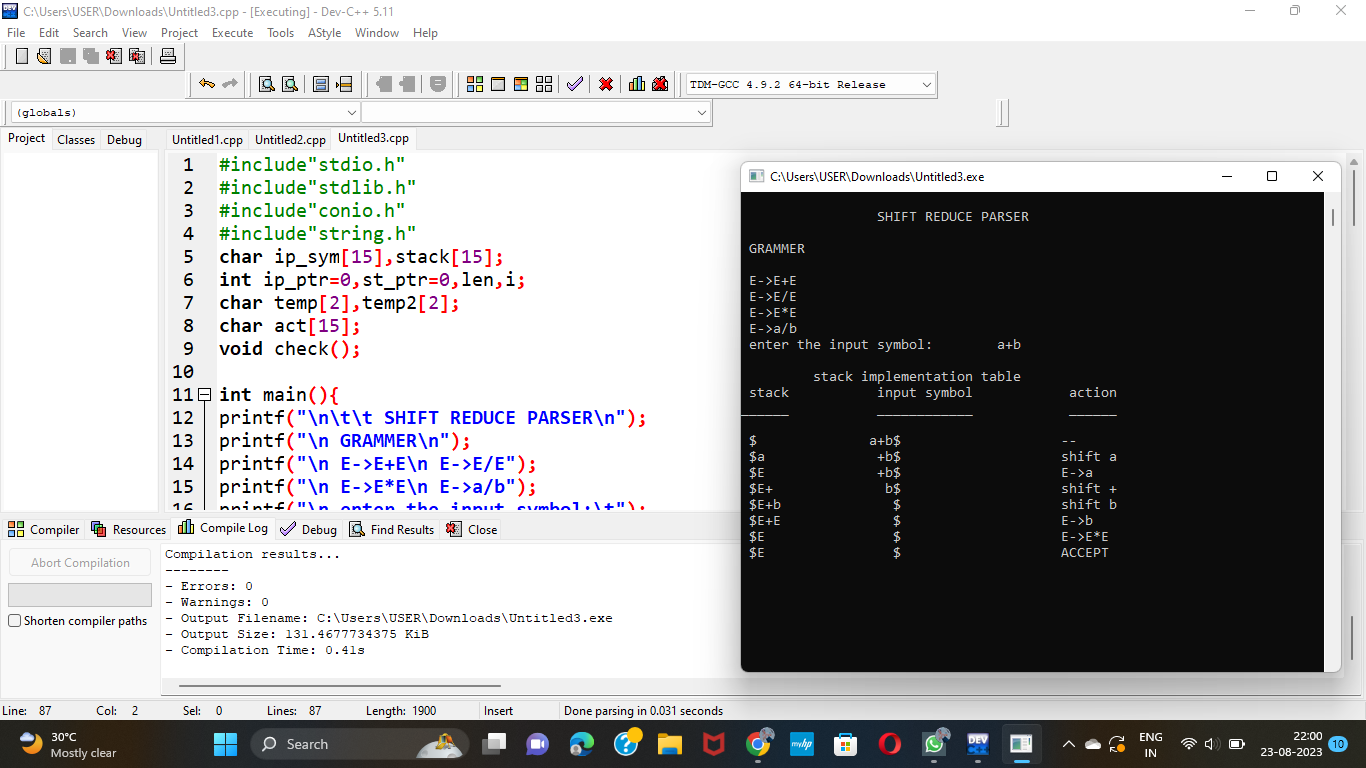 C:\Users\USER\Downloads\Untitled3.cpp - [Executing] - Dev-C++ 5.11
File Edit Search View Project Execute Tools AStyle Window Help
TDM-GCC 4.9.2 64-bit Release
(globals)
Project Classes Debug
Untitled1.cpp Untitled2.cpp Untitled3.cpp
1 #include"stdio.h"
2 #include"stdlib.h"
3 #include"conio.h"
4 #include"string.h"
5 char ip_sym[15],stack[15];
6 int ip_ptr=0,st_ptr=0,len,i;
7 char temp[2],temp2[2];
8 char act[15];
9 void check();
10
11 int main(){
12 printf("\n\t\t SHIFT REDUCE PARSER\n");
13 printf("\n GRAMMER\n");
14 printf("\n E->E+E\n E->E/E");
15 printf("\n E->E*E\n E->a/b");
16 printf("\n enter the input symbol:\t");
C:\Users\USER\Downloads\Untitled3.exe
SHIFT REDUCE PARSER
GRAMMER
E->E+E
E->E/E
E->E*E
E->a/b
enter the input symbol: a+b
stack implementation table
stack input symbol action
______ ____________ ______
$ a+b$ --
$a +b$ shift a
$E +b$ E->a
$E+ b$ shift +
$E+b $ shift b
$E+E $ E->b
$E $ E->E*E
$E $ ACCEPT
Compiler Resources Compile Log Debug Find Results Close
Abort Compilation
Shorten compiler paths
Compilation results...
--------
- Errors: 0
- Warnings: 0
- Output Filename: C:\Users\USER\Downloads\Untitled3.exe
- Output Size: 131.4677734375 KiB
- Compilation Time: 0.41s
Line: 87 Col: 2 Sel: 0 Lines: 87 Length: 1900 Insert Done parsing in 0.031 seconds
30°C
Mostly clear
Search
myhp
DEV
ENG
IN
22:00
23-08-2023
10